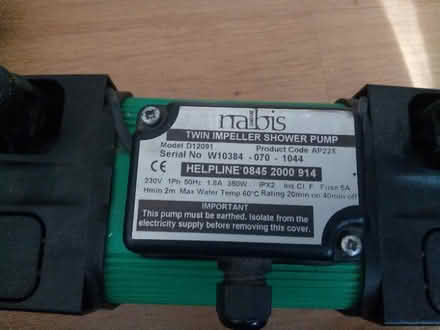 nalbis
TWIN IMPELLER SHOWER PUMP
Model D12091 Product Code AP22X
Serial No W10384 - 070 - 1044
CE HELPLINE 0845 2000 914
230V 1Ph 50Hz 1.8A 380W IPX2 Ins.Cl.F Fuse 5A
Hmin 2m Max Water Temp 60°C Rating 20min on 40min off
IMPORTANT
This pump must be earthed. Isolate from the
electricity supply before removing this cover.